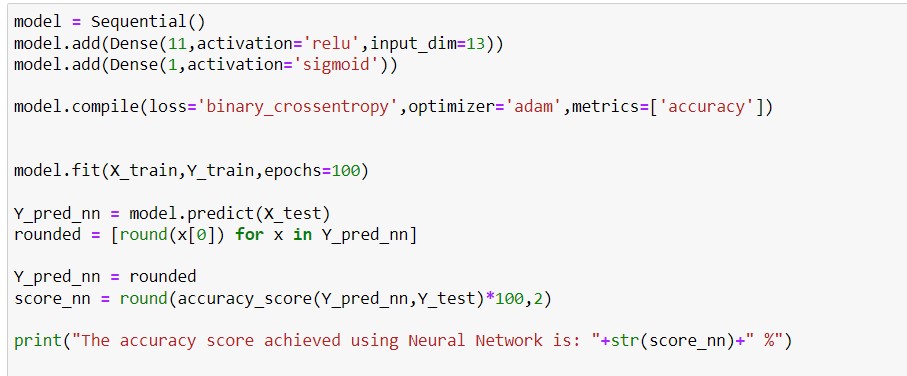 model = Sequential()
model.add(Dense(11,activation='relu',input_dim=13))
model.add(Dense(1,activation='sigmoid'))
model.compile(loss='binary_crossentropy',optimizer='adam',metrics=['accuracy'])
model.fit(X_train,Y_train,epochs=100)
Y_pred_nn = model.predict(X_test)
rounded = [round(x[0]) for x in Y_pred_nn]
Y_pred_nn = rounded
score_nn = round(accuracy_score(Y_pred_nn,Y_test)*100,2)
print("The accuracy score achieved using Neural Network is: "+str(score_nn)+" %")